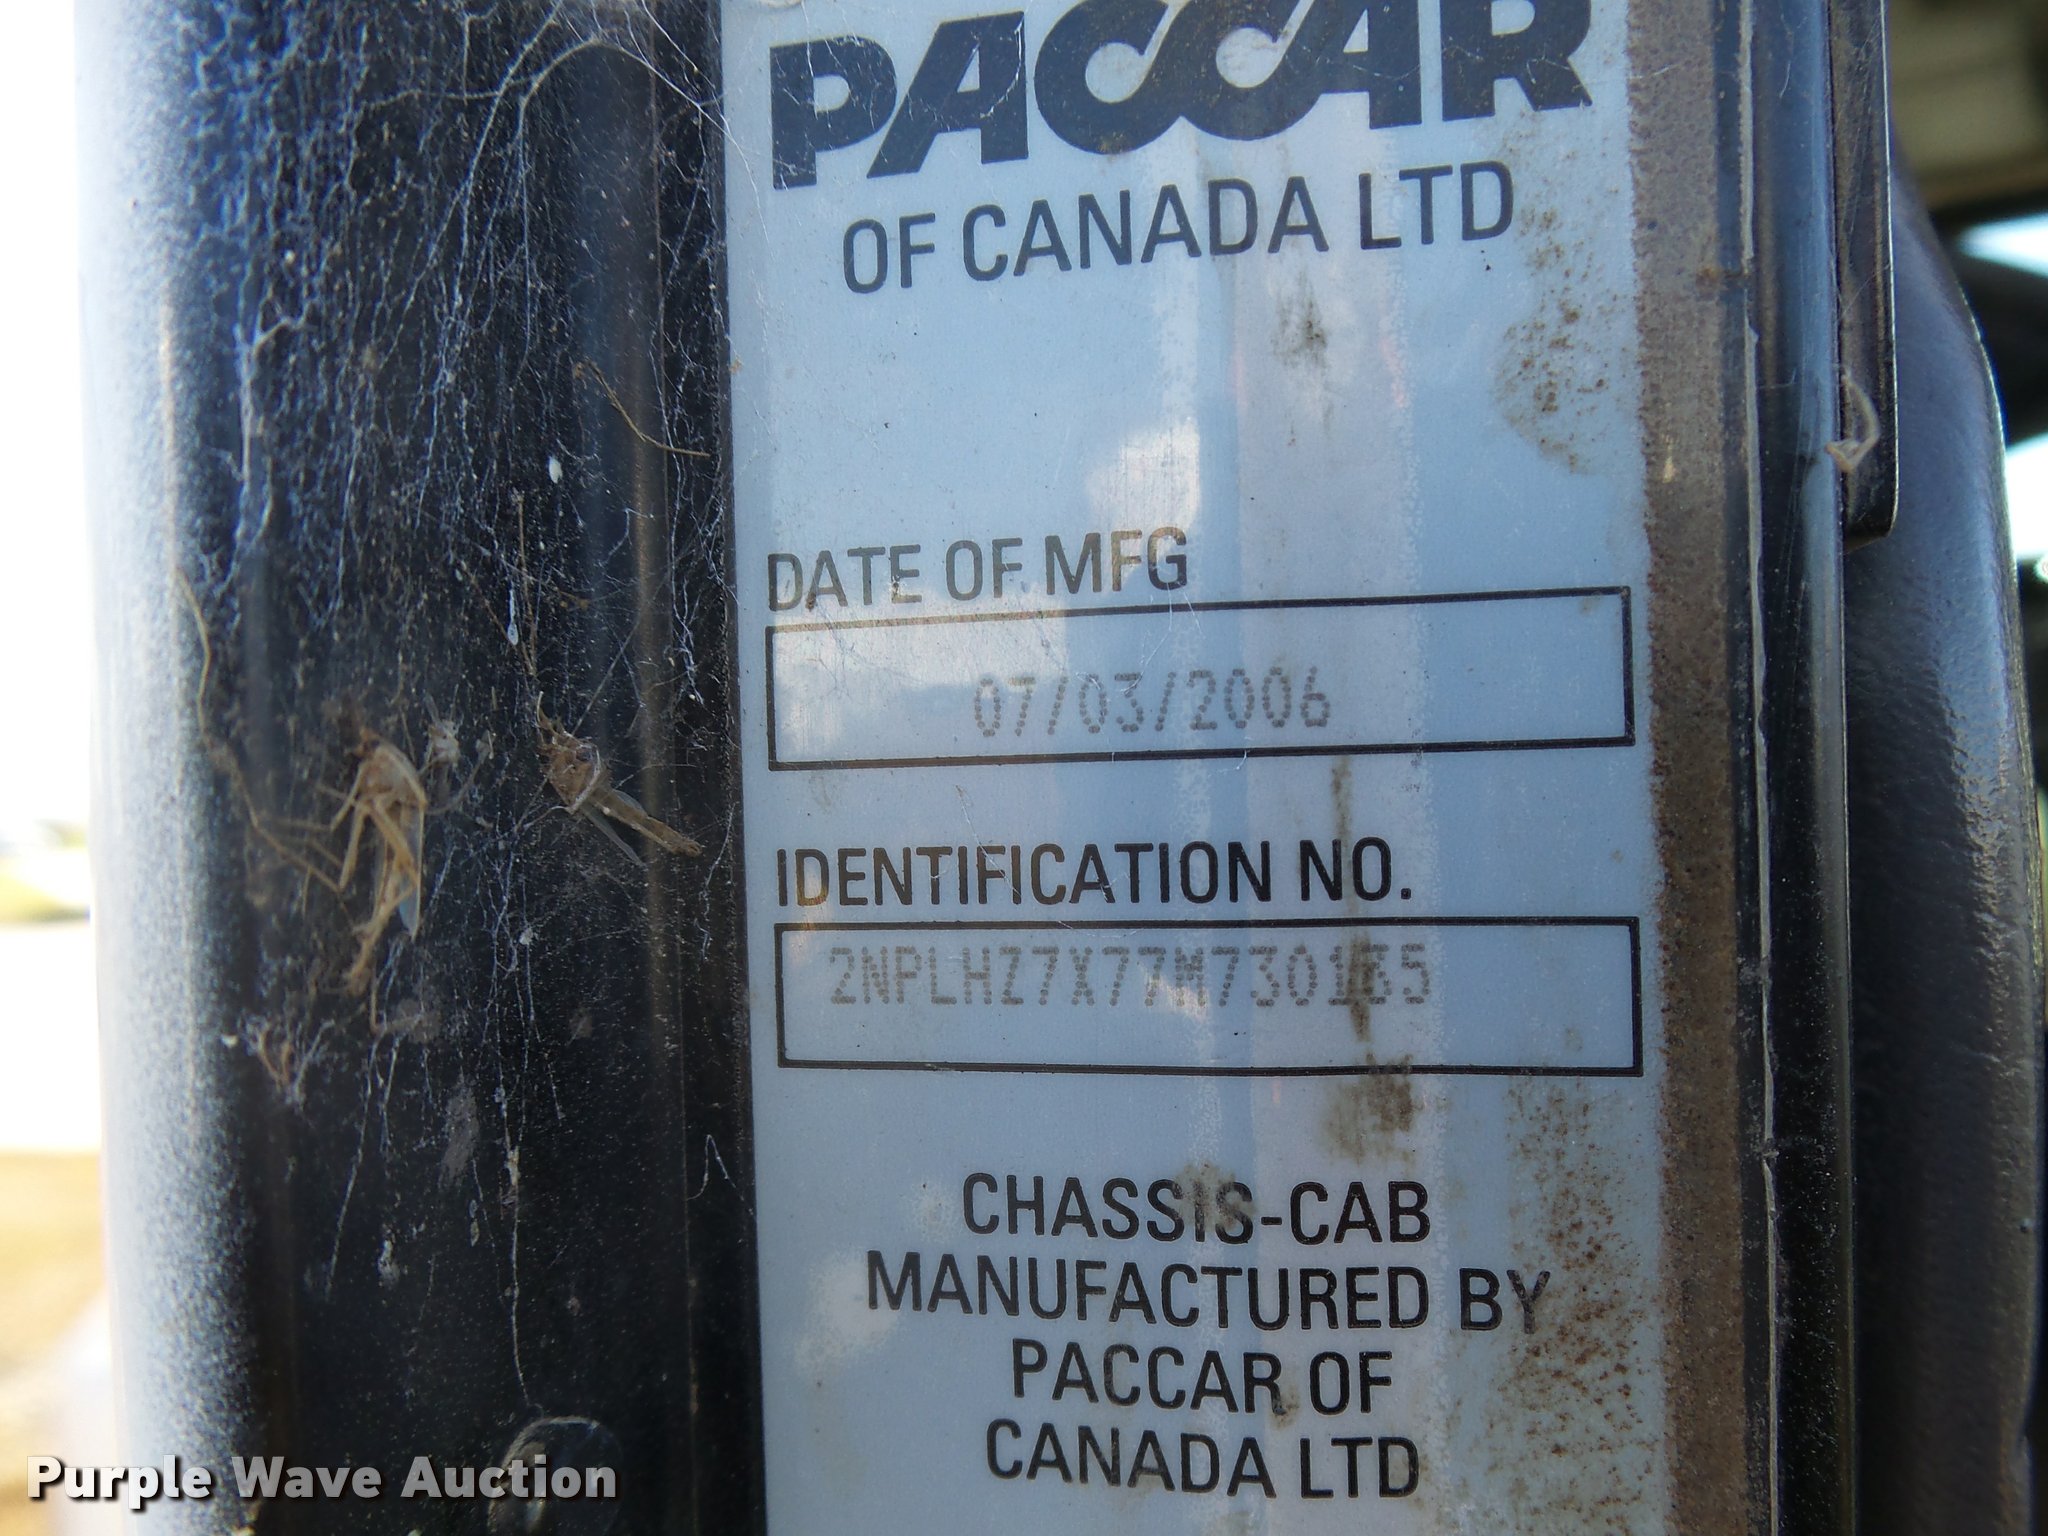 PACCAR
OF CANADA LTD
DATE OF MFG
07/03/2006
IDENTIFICATION NO.
2NPLHZ7X77M730135
CHASSIS-CAB
MANUFACTURED BY
PACCAR OF
CANADA LTD
Purple Wave Auction